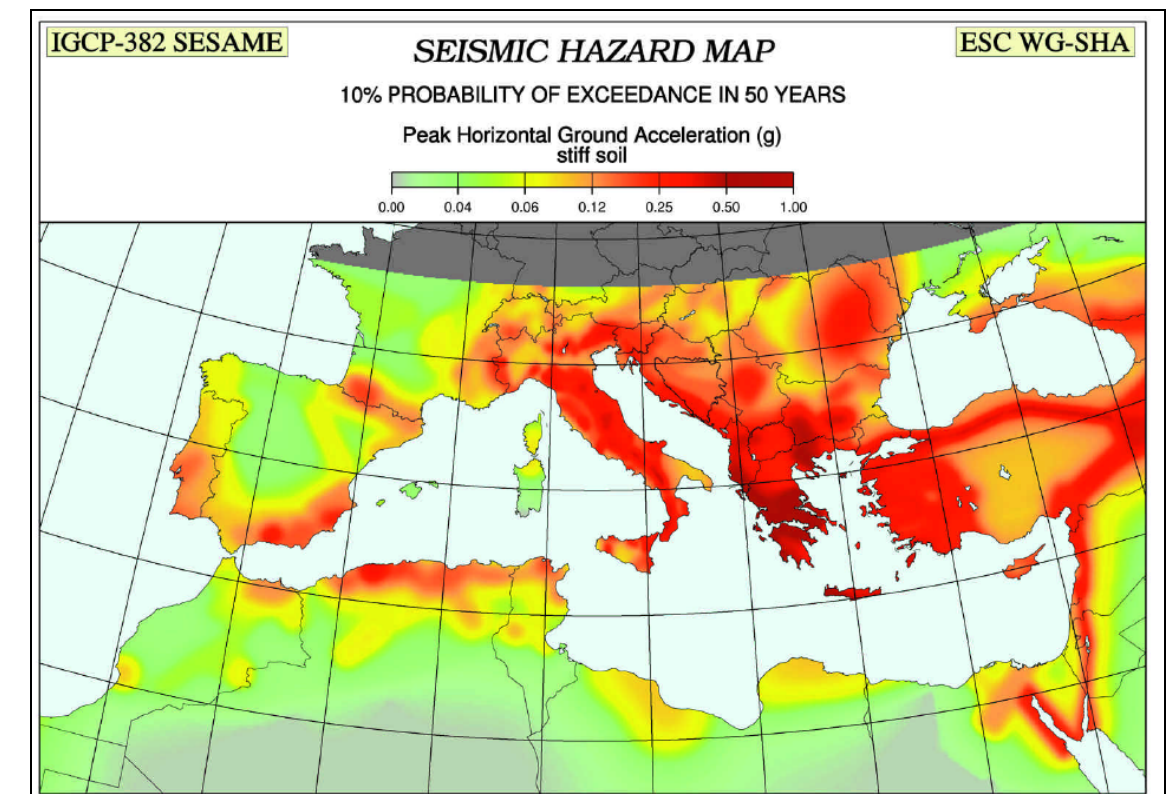 IGCP-382 SESAME
SEISMIC HAZARD MAP
ESC WG-SHA
10% PROBABILITY OF EXCEEDANCE IN 50 YEARS
Peak Horizontal Ground Acceleration (g)
stiff soil
0.00 0.04 0.06 0.12 0.25 0.50 1.00